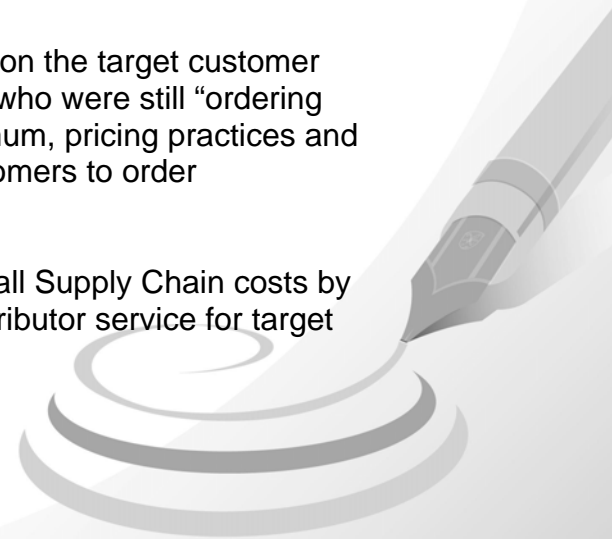 on the target customer
who were still “ordering
num, pricing practices and
omers to order
all Supply Chain costs by
ributor service for target